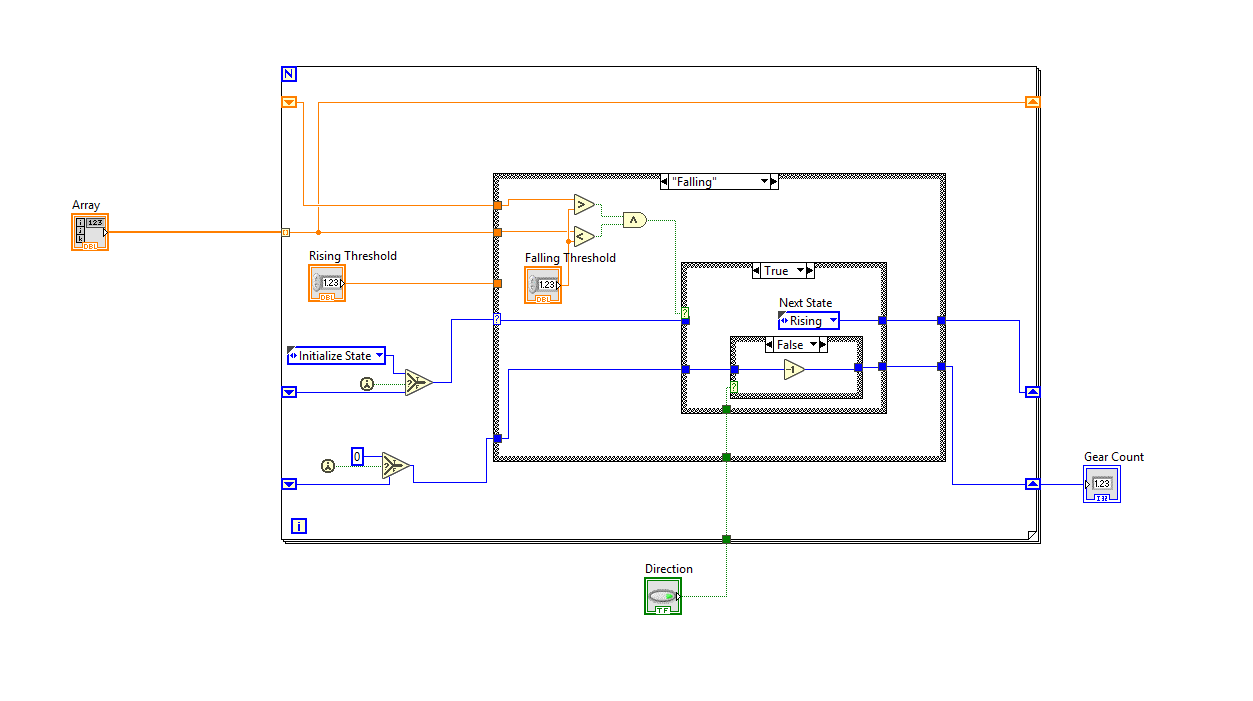 N
"Falling"
Array
i
j
k
123
DBL
Rising Threshold
1.23
DBL
>
<
∧
Falling Threshold
1.23
DBL
True
Next State
Rising
?
Initialize State
?
T
F
?
False
-1
?
0
?
T
F
Gear Count
1.23
I32
i
Direction
TF